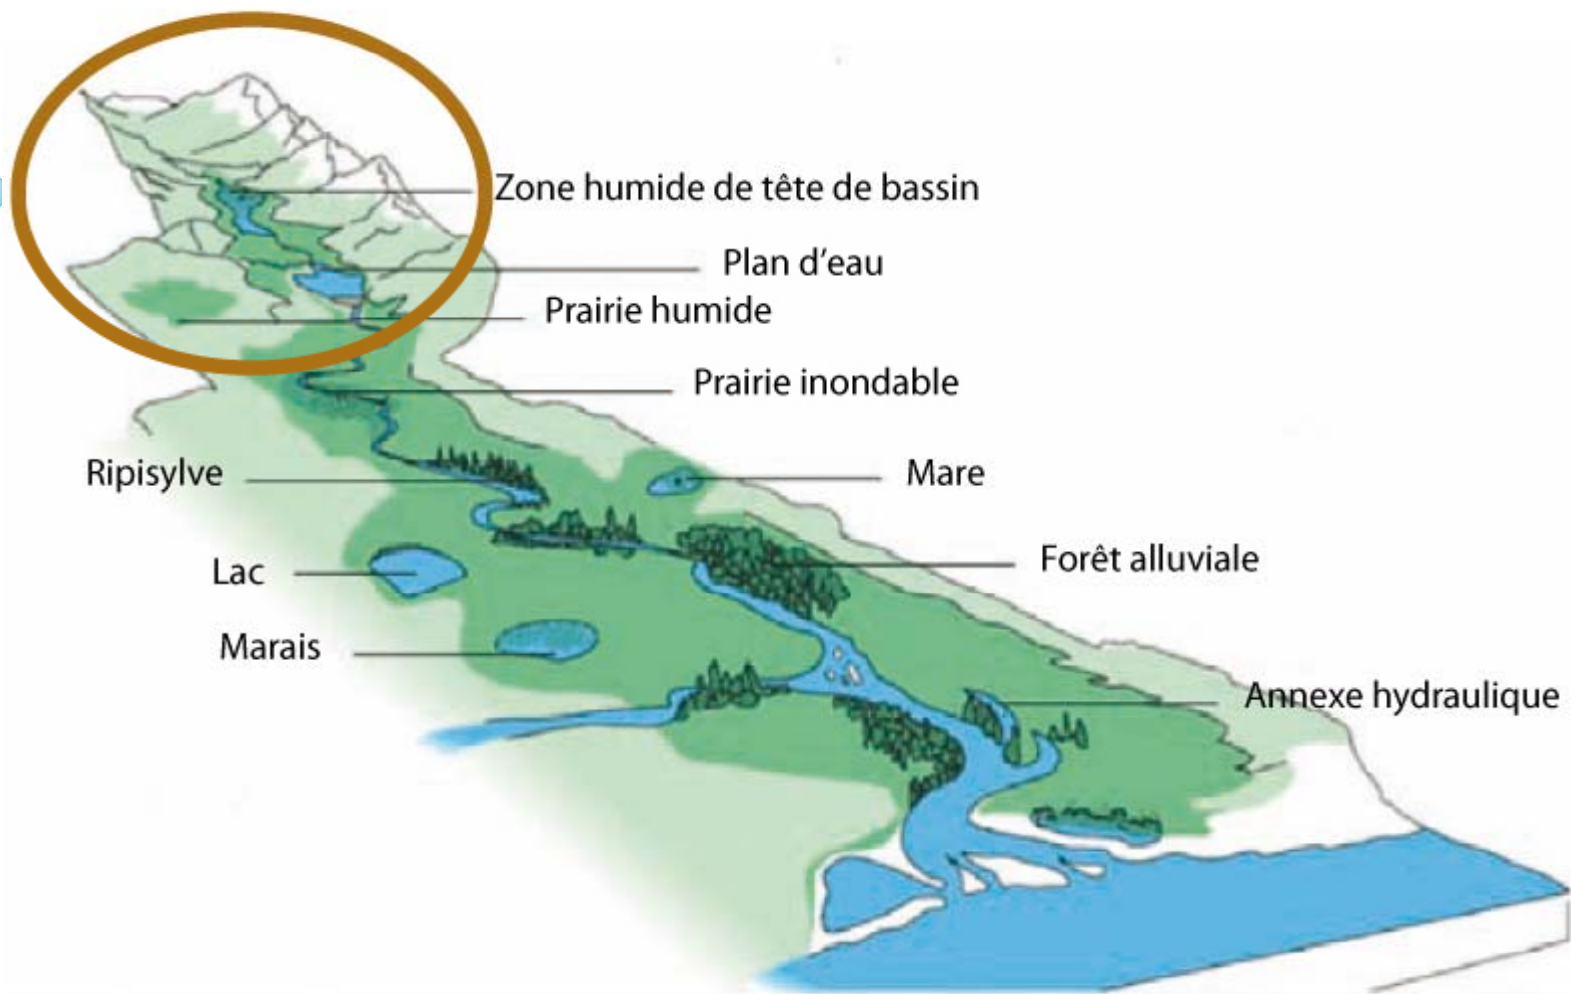 Zone humide de tête de bassin
Plan d’eau
Prairie humide
Prairie inondable
Ripisylve
Mare
Forêt alluviale
Lac
Marais
Annexe hydraulique